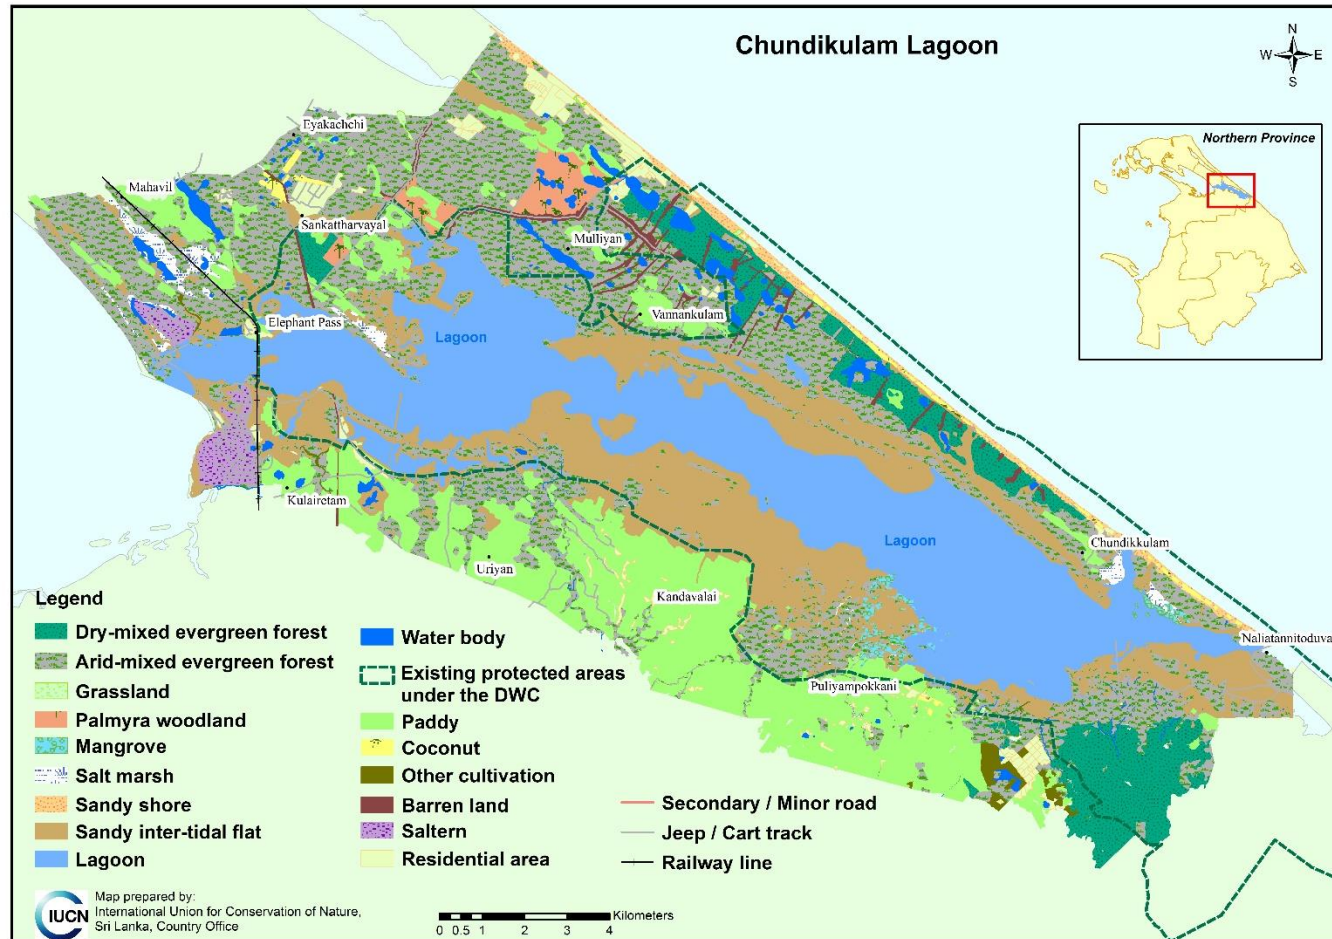 Chundikulam Lagoon
N
W E
S
Northern Province
Eyakachchi
Mahavil
Sankattharvayal
Mulliyan
Vannankulam
Elephant Pass
Lagoon
Kulairetam
Lagoon
Chundikkulam
Uriyan
Kandavalai
Naliatannitoduva
Puliyampokkani
Legend
Dry-mixed evergreen forest
Arid-mixed evergreen forest
Grassland
Palmyra woodland
Mangrove
Salt marsh
Sandy shore
Sandy inter-tidal flat
Lagoon
Water body
Existing protected areas
under the DWC
Paddy
Coconut
Other cultivation
Barren land
Saltern
Residential area
Secondary / Minor road
Jeep / Cart track
Railway line
IUCN
Map prepared by:
International Union for Conservation of Nature,
Sri Lanka, Country Office
Kilometers
0 0.5 1 2 3 4